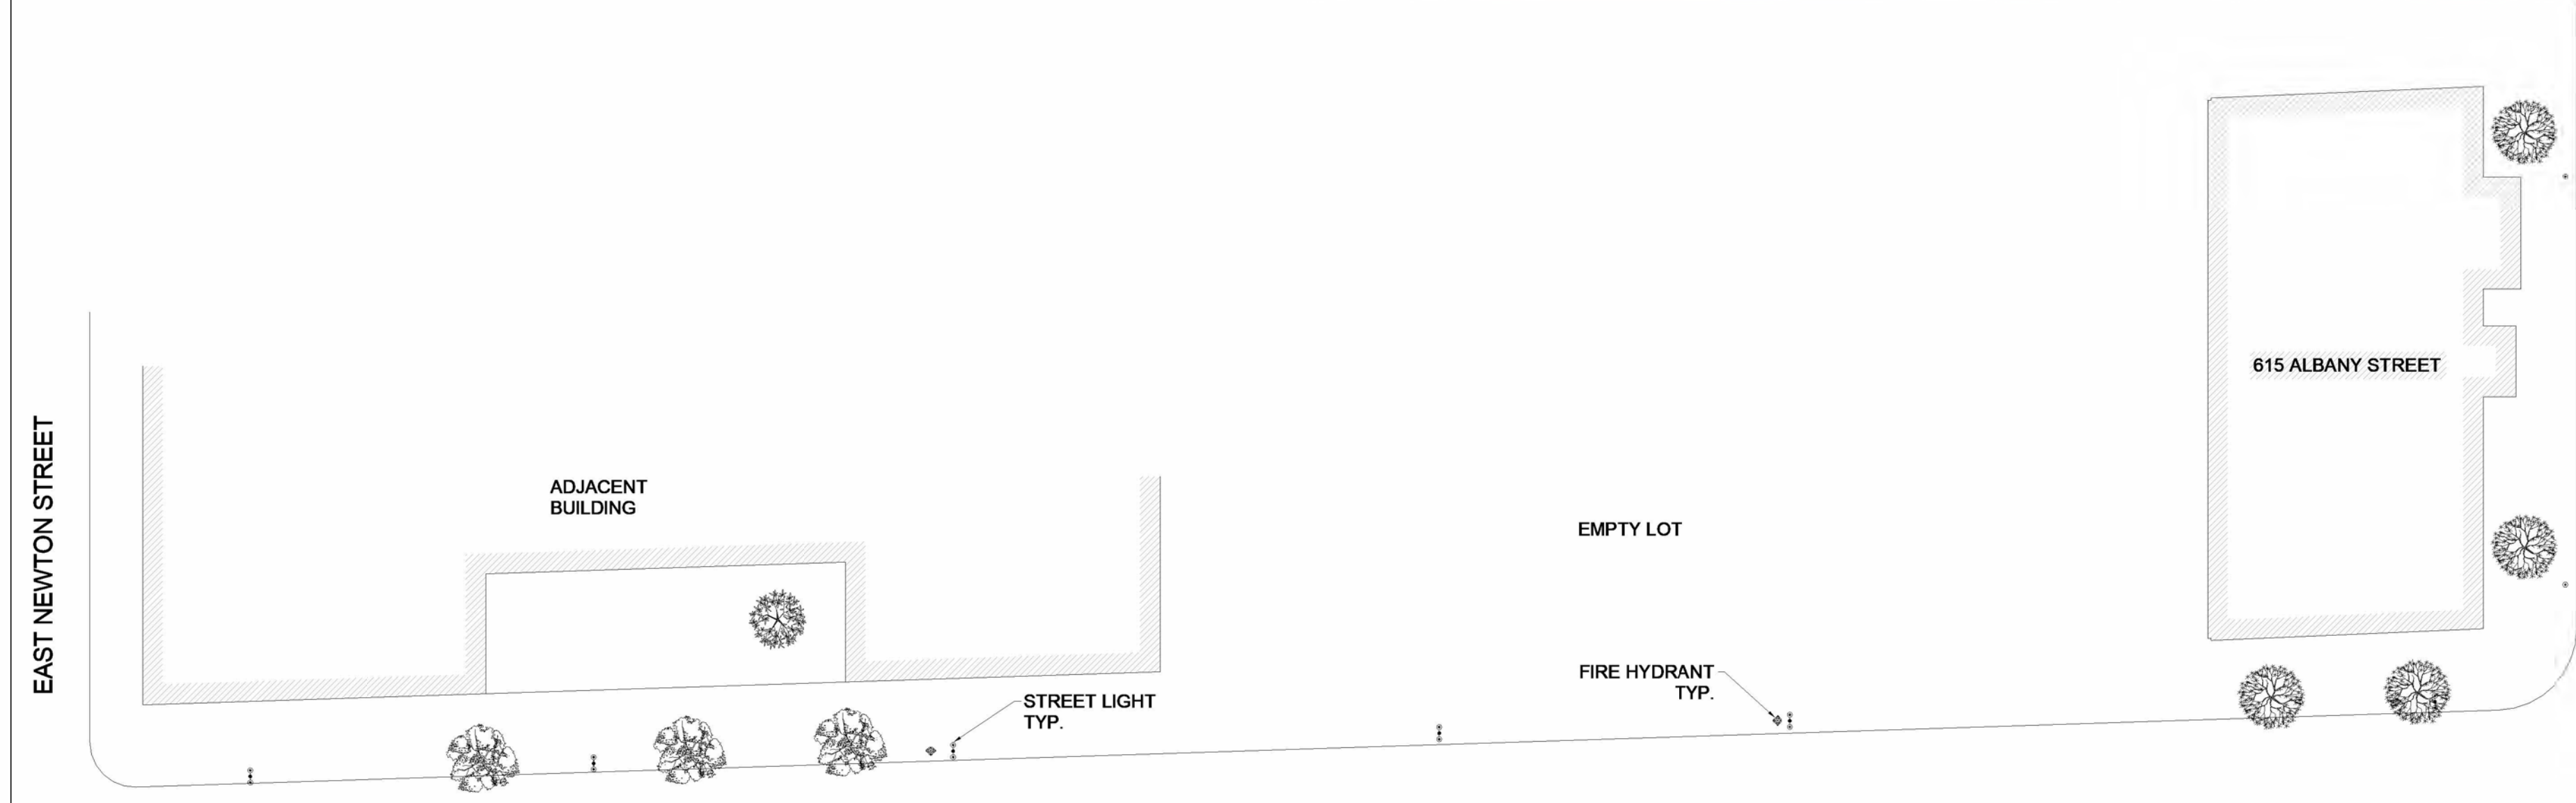 EAST NEWTON STREET
ADJACENT
BUILDING
STREET LIGHT
TYP.
EMPTY LOT
FIRE HYDRANT
TYP.
615 ALBANY STREET